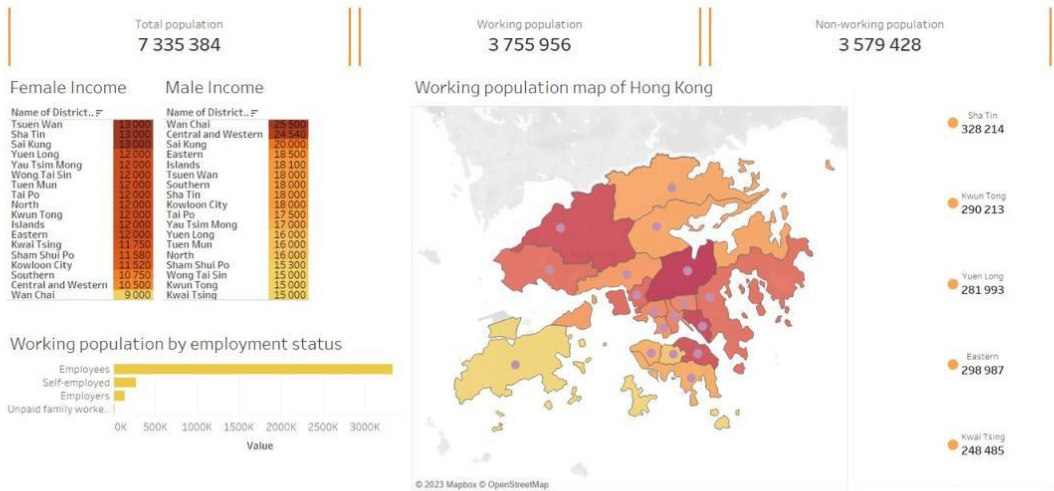 Total population
7 335 384
Working population
3 755 956
Non-working population
3 579 428
Female Income
Name of District..
Tsuen Wan 13 000
Sha Tin 13 000
Sai Kung 13 000
Yuen Long 12 000
Yau Tsim Mong 12 000
Wong Tai Sin 12 000
Tuen Mun 12 000
Tai Po 12 000
North 12 000
Kwun Tong 12 000
Islands 12 000
Eastern 12 000
Kwai Tsing 11 750
Sham Shui Po 11 580
Kowloon City 11 520
Southern 10 750
Central and Western 10 500
Wan Chai 9 000
Male Income
Name of District..
Wan Chai 25 500
Central and Western 24 540
Sai Kung 20 000
Eastern 18 500
Islands 18 100
Tsuen Wan 18 000
Southern 18 000
Sha Tin 18 000
Kowloon City 18 000
Tai Po 17 500
Yau Tsim Mong 17 000
Yuen Long 16 000
Tuen Mun 16 000
North 16 000
Sham Shui Po 15 300
Wong Tai Sin 15 000
Kwun Tong 15 000
Kwai Tsing 15 000
Working population by employment status
Employees
Self-employed
Employers
Unpaid family worke..
0K 500K 1000K 1500K 2000K 2500K 3000K
Value
Working population map of Hong Kong
© 2023 Mapbox © OpenStreetMap
Sha Tin
328 214
Kwun Tong
290 213
Yuen Long
281 993
Eastern
298 987
Kwai Tsing
248 485